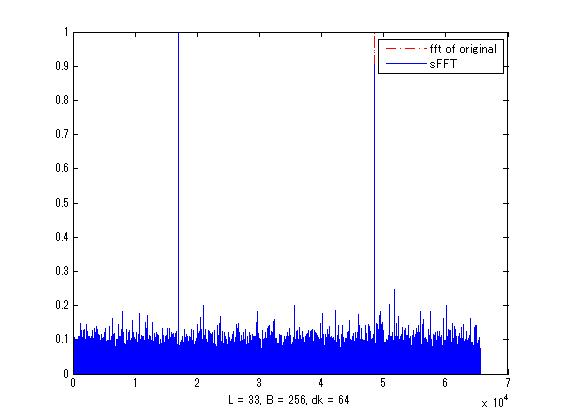 1
0.9
0.8
0.7
0.6
0.5
0.4
0.3
0.2
0.1
0
fft of original
sFFT
0 1 2 3 4 5 6 7
x 10^4
L = 33, B = 256, dk = 64